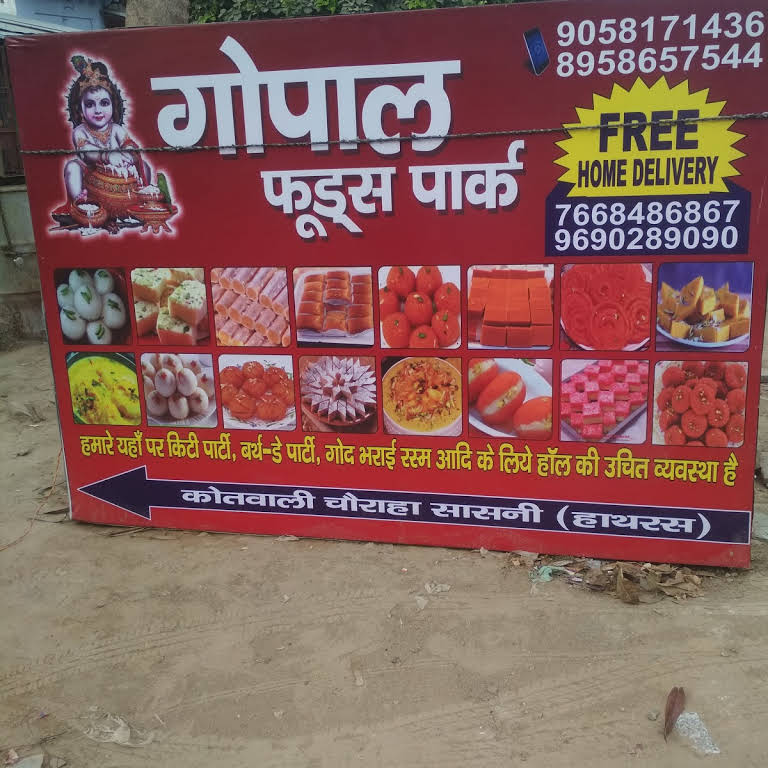 9058171436
8958657544
गोपाल
फूड्स पार्क
FREE
HOME DELIVERY
7668486867
9690289090
हमारे यहाँ पर किटी पार्टी, बर्थ-डे पार्टी, गोद भराई रस्म आदि के लिये हॉल की उचित व्यवस्था है
कोतवाली चौराहा सासनी (हाथरस)